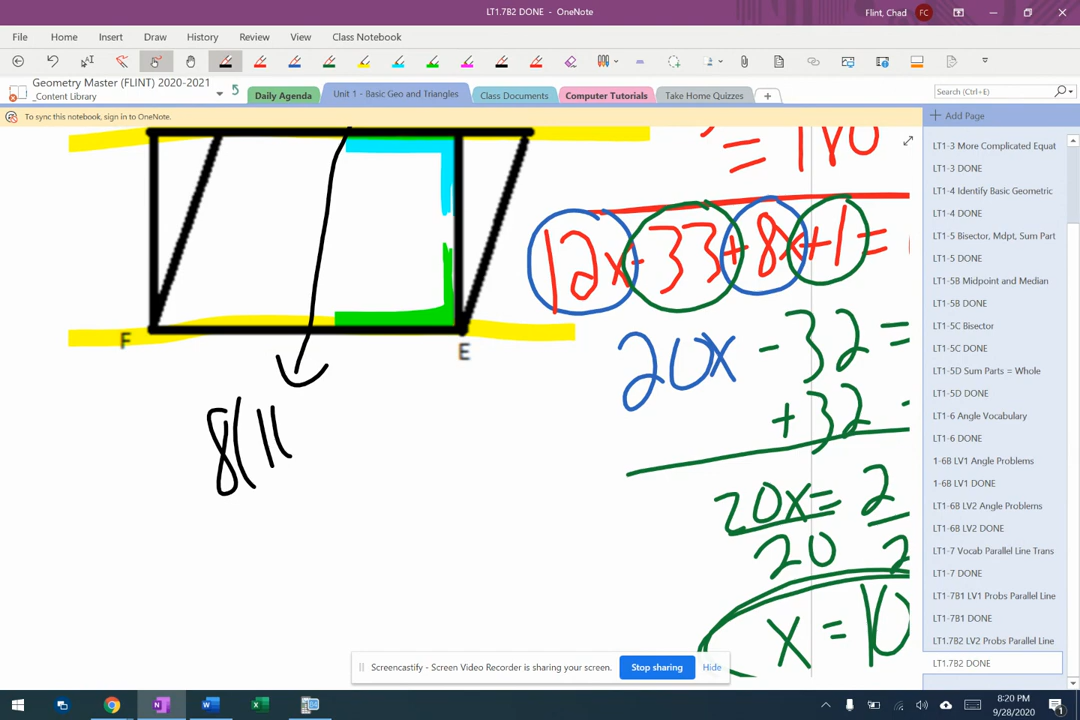 LT1.7B2 DONE - OneNote
Flint, Chad
FC
File Home Insert Draw History Review View Class Notebook
Geometry Master (FLINT) 2020-2021
_Content Library
Daily Agenda
Unit 1 - Basic Geo and Triangles
Class Documents
Computer Tutorials
Take Home Quizzes
Search (Ctrl+E)
To sync this notebook, sign in to OneNote.
Add Page
LT1-3 More Complicated Equat
LT1-3 DONE
LT1-4 Identify Basic Geometric
LT1-4 DONE
LT1-5 Bisector, Mdpt, Sum Part
LT1-5 DONE
LT1-5B Midpoint and Median
LT1-5B DONE
LT1-5C Bisector
LT1-5C DONE
LT1-5D Sum Parts = Whole
LT1-5D DONE
LT1-6 Angle Vocabulary
LT1-6 DONE
1-6B LV1 Angle Problems
1-6B LV1 DONE
LT1-6B LV2 Angle Problems
LT1-6B LV2 DONE
LT1-7 Vocab Parallel Line Trans
LT1-7 DONE
LT1-7B1 LV1 Probs Parallel Line
LT1-7B1 DONE
LT1.7B2 LV2 Probs Parallel Line
LT1.7B2 DONE
F
E
8(11
= 180
12x - 33 + 8x + 1 =
20x - 32 =
+ 32
20x = 2
20 2
x = 10
Screencastify - Screen Video Recorder is sharing your screen.
Stop sharing
Hide
8:20 PM
9/28/2020
1